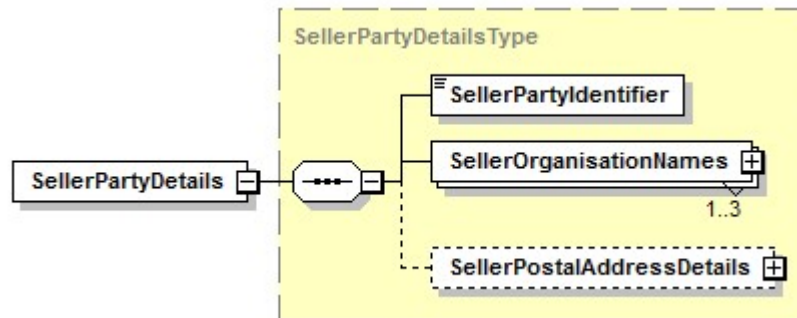 SellerPartyDetailsType
SellerPartyIdentifier
SellerOrganisationNames
SellerPartyDetails
1..3
SellerPostalAddressDetails